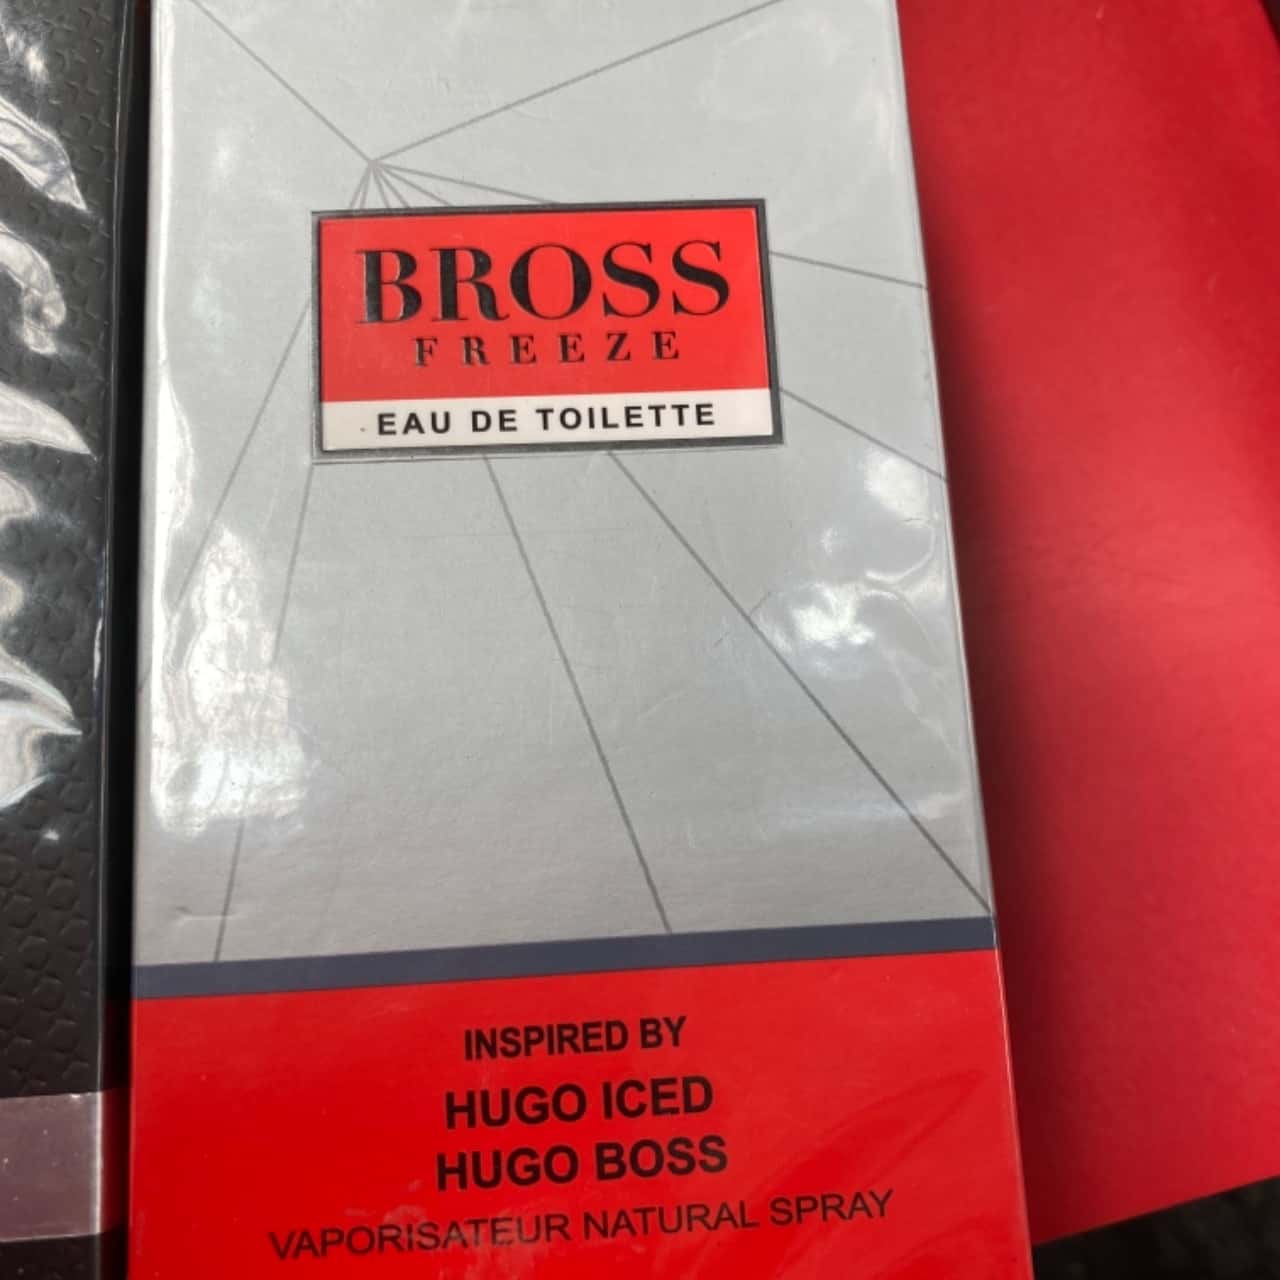 BROSS
FREEZE
EAU DE TOILETTE
INSPIRED BY
HUGO ICED
HUGO BOSS
VAPORISATEUR NATURAL SPRAY